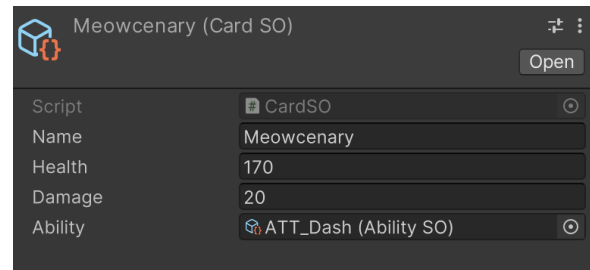 Meowcenary (Card SO)
Open
Script # CardSO
Name Meowcenary
Health 170
Damage 20
Ability ATT_Dash (Ability SO)